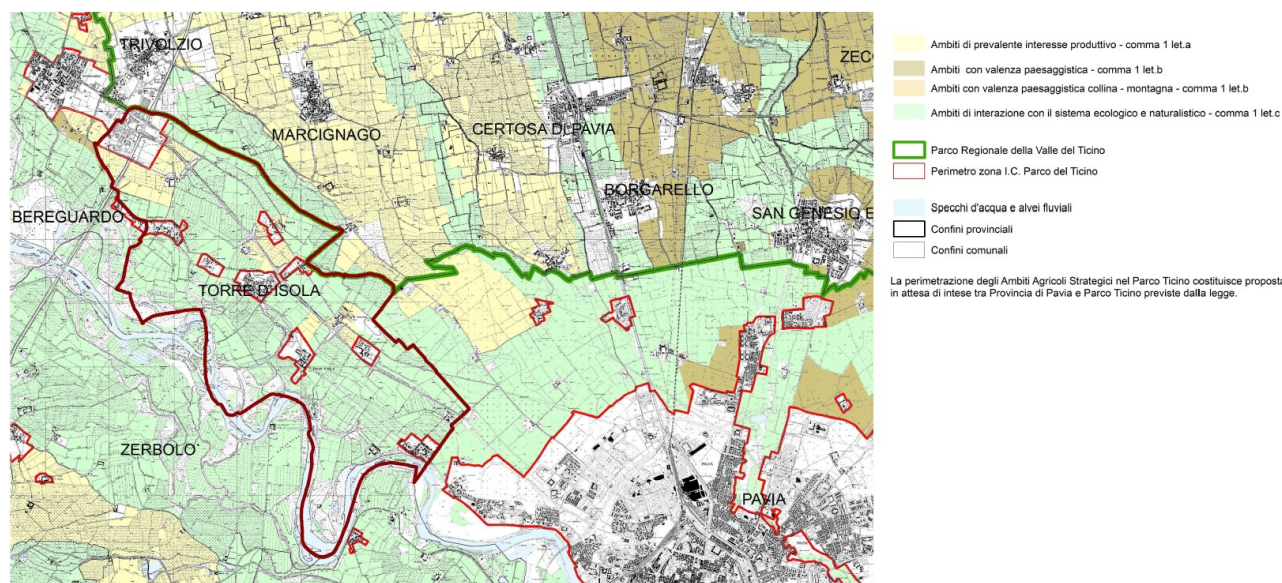 TRIVOLZIO
MARCIGNAGO
CERTOSA DI PAVIA
BORGARELLO
SAN GENESIO E
BEREGUARDO
TORRE D'ISOLA
ZERBOLO'
PAVIA
Ambiti di prevalente interesse produttivo - comma 1 let.a
Ambiti con valenza paesaggistica - comma 1 let.b
Ambiti con valenza paesaggistica collina - montagna - comma 1 let.b
Ambiti di interazione con il sistema ecologico e naturalistico - comma 1 let.c
Parco Regionale della Valle del Ticino
Perimetro zona I.C. Parco del Ticino
Specchi d'acqua e alvei fluviali
Confini provinciali
Confini comunali
La perimetrazione degli Ambiti Agricoli Strategici nel Parco Ticino costituisce proposta
in attesa di intese tra Provincia di Pavia e Parco Ticino previste dalla legge.